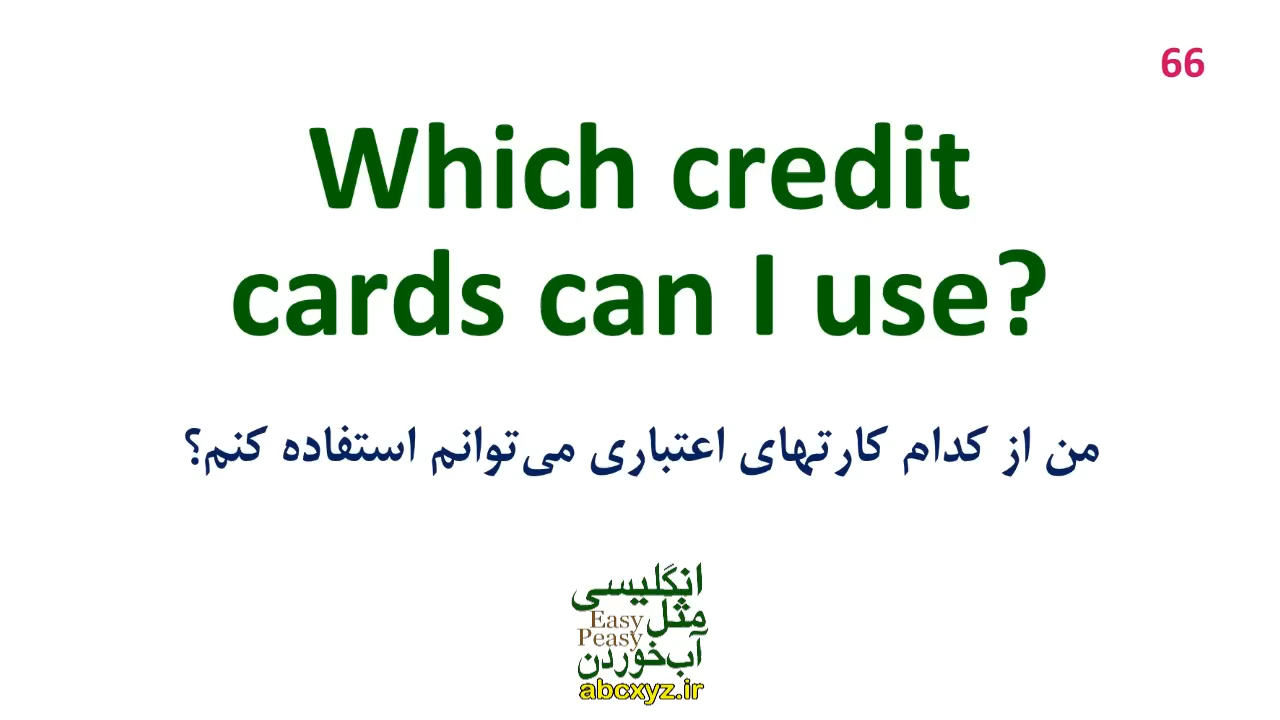 66
Which credit
cards can I use?
من از کدام کارتهای اعتباری می‌توانم استفاده کنم؟
انگلیسی
مثل
Easy
Peasy
آب‌خوردن
abcxyz.ir